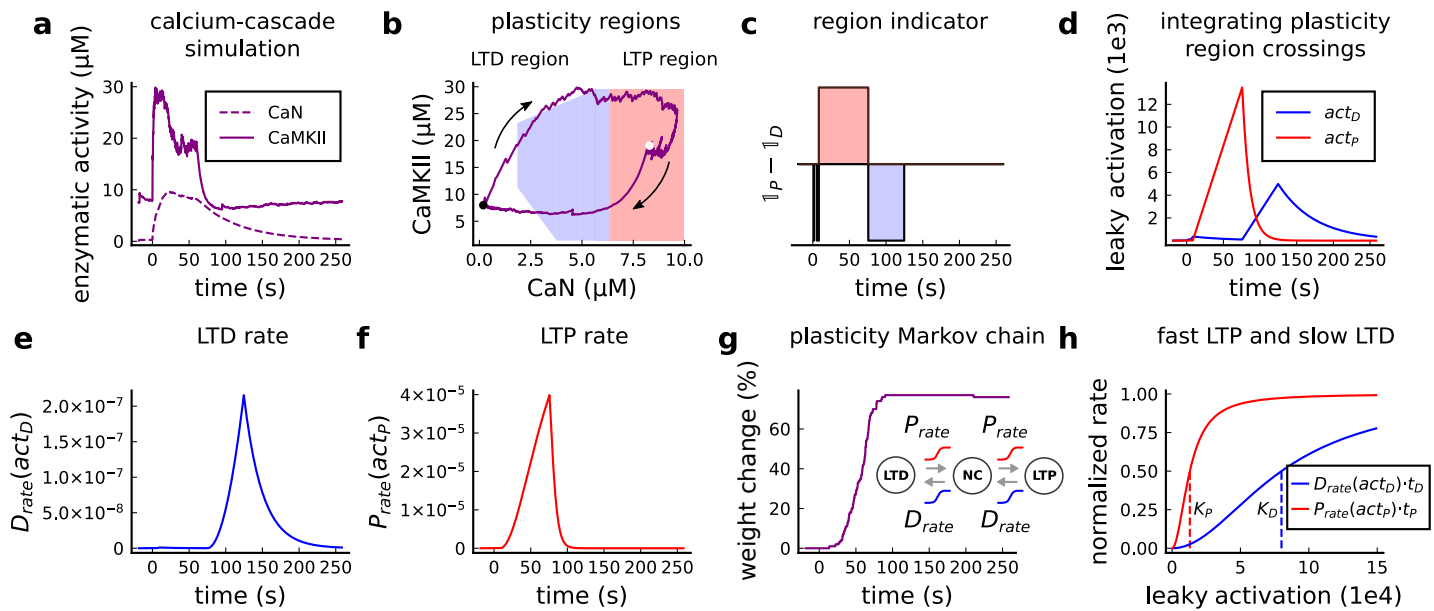 a
calcium-cascade
simulation
enzymatic activity (µM)
30
20
10
0
CaN
CaMKII
0 50 100 150 200 250
time (s)
b
plasticity regions
LTD region
LTP region
CaMKII (µM)
30
25
20
15
10
5
0.0 2.5 5.0 7.5 10.0
CaN (µM)
c
region indicator
𝟙P − 𝟙D
0 50 100 150 200 250
time (s)
d
integrating plasticity
region crossings
leaky activation (1e3)
12
10
8
6
4
2
actD
actP
0 50 100 150 200 250
time (s)
e
LTD rate
Drate(actD)
2.0×10⁻⁷
1.5×10⁻⁷
1.0×10⁻⁷
5.0×10⁻⁸
0
0 50 100 150 200 250
time (s)
f
LTP rate
Prate(actP)
4×10⁻⁵
3×10⁻⁵
2×10⁻⁵
1×10⁻⁵
0
0 50 100 150 200 250
time (s)
g
plasticity Markov chain
weight change (%)
60
40
20
0
Prate Prate
LTD NC LTP
Drate Drate
0 50 100 150 200 250
time (s)
h
fast LTP and slow LTD
normalized rate
1.00
0.75
0.50
0.25
0.00
KP
KD
Drate(actD)·tD
Prate(actP)·tP
0 5 10 15
leaky activation (1e4)